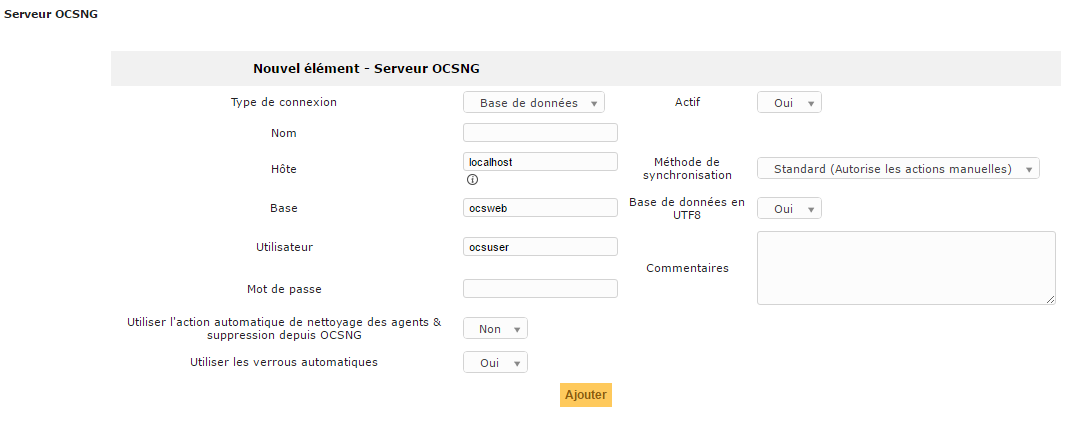 Serveur OCSNG
Nouvel élément - Serveur OCSNG
Type de connexion
Base de données
Actif
Oui
Nom
Hôte
localhost
Méthode de
synchronisation
Standard (Autorise les actions manuelles)
Base
ocsweb
Base de données en
UTF8
Oui
Utilisateur
ocsuser
Commentaires
Mot de passe
Utiliser l'action automatique de nettoyage des agents &
suppression depuis OCSNG
Non
Utiliser les verrous automatiques
Oui
Ajouter